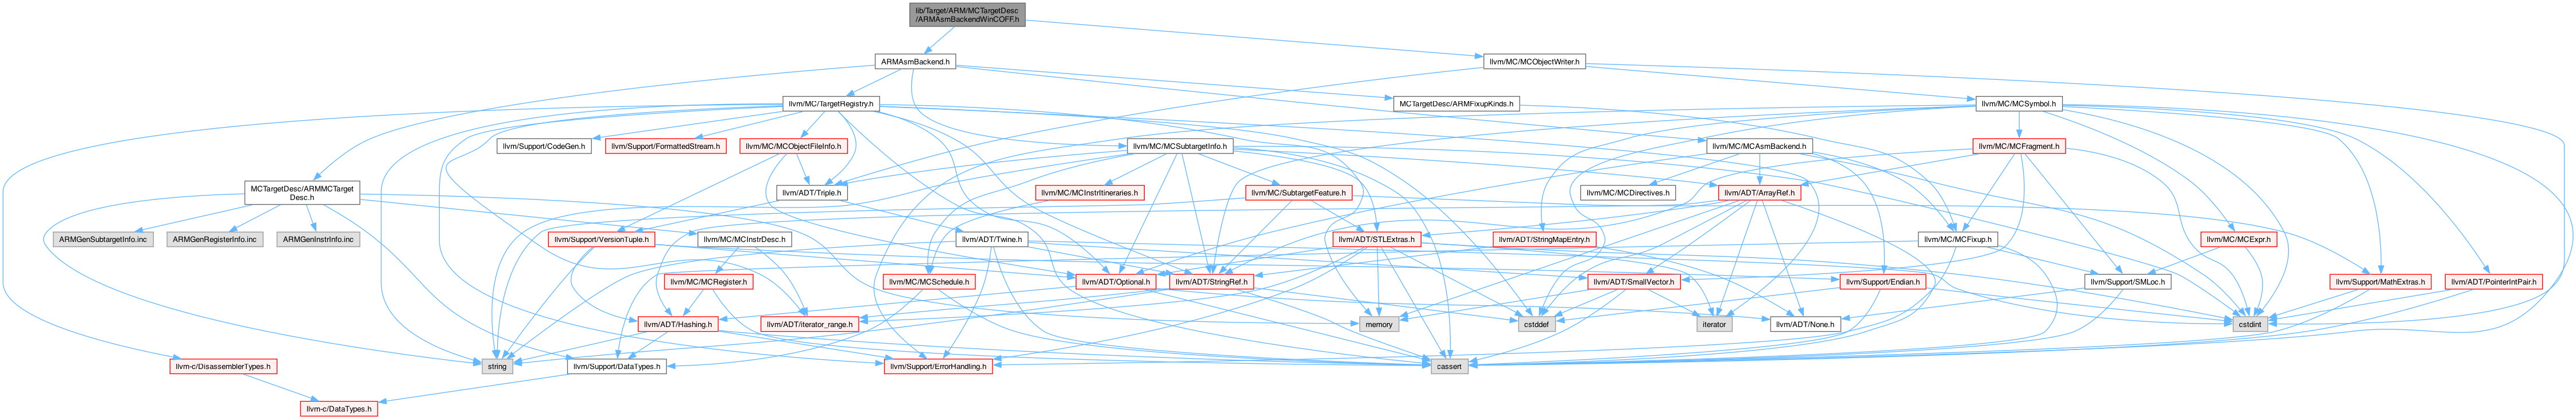 lib/Target/ARM/MCTargetDesc
/ARMAsmBackendWinCOFF.h
ARMAsmBackend.h
llvm/MC/MCObjectWriter.h
llvm/MC/TargetRegistry.h
MCTargetDesc/ARMFixupKinds.h
llvm/MC/MCSymbol.h
llvm/Support/CodeGen.h
llvm/Support/FormattedStream.h
llvm/MC/MCObjectFileInfo.h
llvm/MC/MCSubtargetInfo.h
llvm/MC/MCAsmBackend.h
llvm/MC/MCFragment.h
MCTargetDesc/ARMMCTarget
Desc.h
llvm/ADT/Triple.h
llvm/MC/MCInstrItineraries.h
llvm/MC/SubtargetFeature.h
llvm/MC/MCDirectives.h
llvm/ADT/ArrayRef.h
ARMGenSubtargetInfo.inc
ARMGenRegisterInfo.inc
ARMGenInstrInfo.inc
llvm/Support/VersionTuple.h
llvm/MC/MCInstrDesc.h
llvm/ADT/Twine.h
llvm/ADT/STLExtras.h
llvm/ADT/StringMapEntry.h
llvm/MC/MCFixup.h
llvm/MC/MCExpr.h
llvm/MC/MCRegister.h
llvm/MC/MCSchedule.h
llvm/ADT/Optional.h
llvm/ADT/StringRef.h
llvm/ADT/SmallVector.h
llvm/Support/Endian.h
llvm/Support/SMLoc.h
llvm/Support/MathExtras.h
llvm/ADT/PointerIntPair.h
llvm/ADT/Hashing.h
llvm/ADT/iterator_range.h
memory
cstddef
iterator
llvm/ADT/None.h
cstdint
llvm-c/DisassemblerTypes.h
string
llvm/Support/DataTypes.h
llvm/Support/ErrorHandling.h
cassert
llvm-c/DataTypes.h